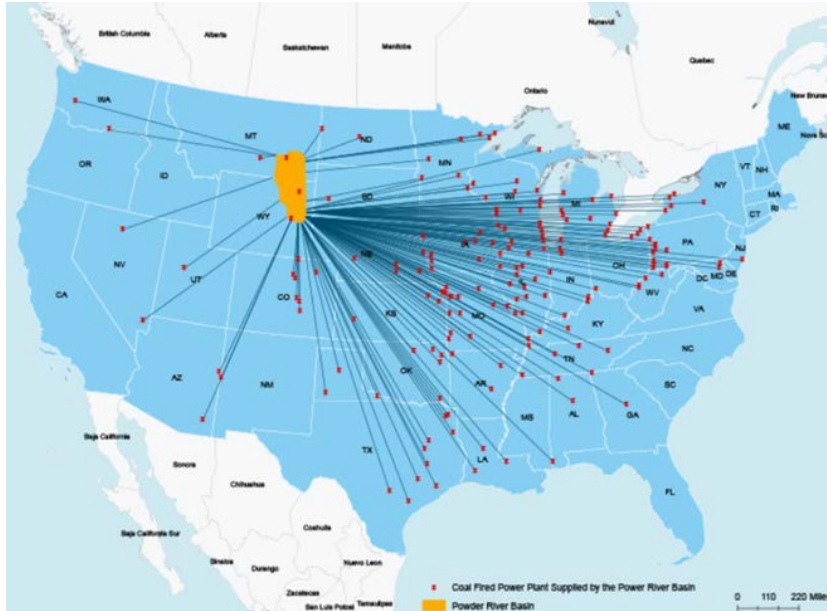 Nunavut
British Columbia
Alberta
Saskatchewan
Manitoba
Quebec
Ontario
New Brunsw
Nova Sco
WA
MT
ND
MN
ME
OR
ID
SD
WI
MI
NY
VT
NH
MA
RI
CT
WY
NE
IA
PA
NJ
NV
UT
CO
IL
IN
OH
MD
DE
DC
WV
VA
CA
KS
MO
KY
NC
AZ
NM
OK
AR
TN
SC
TX
MS
AL
GA
LA
FL
Baja California
Sonora
Chihuahua
Baja California Sur
Coahuila
Sinaloa
Durango
Nuevo Leon
Zacatecas
San Luis Potosi
Tamaulipas
Coal Fired Power Plant Supplied by the Power River Basin
Powder River Basin
0 110 220 Miles